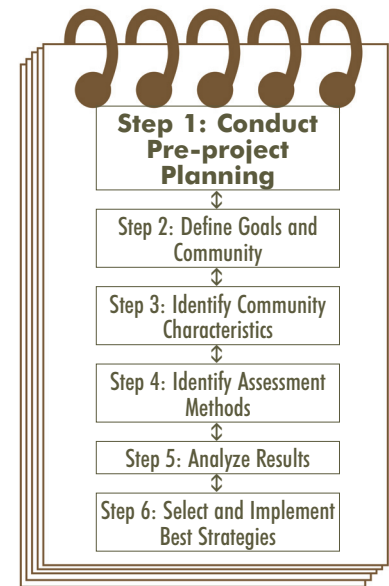 Step 1: Conduct
Pre-project
Planning
Step 2: Define Goals and
Community
Step 3: Identify Community
Characteristics
Step 4: Identify Assessment
Methods
Step 5: Analyze Results
Step 6: Select and Implement
Best Strategies